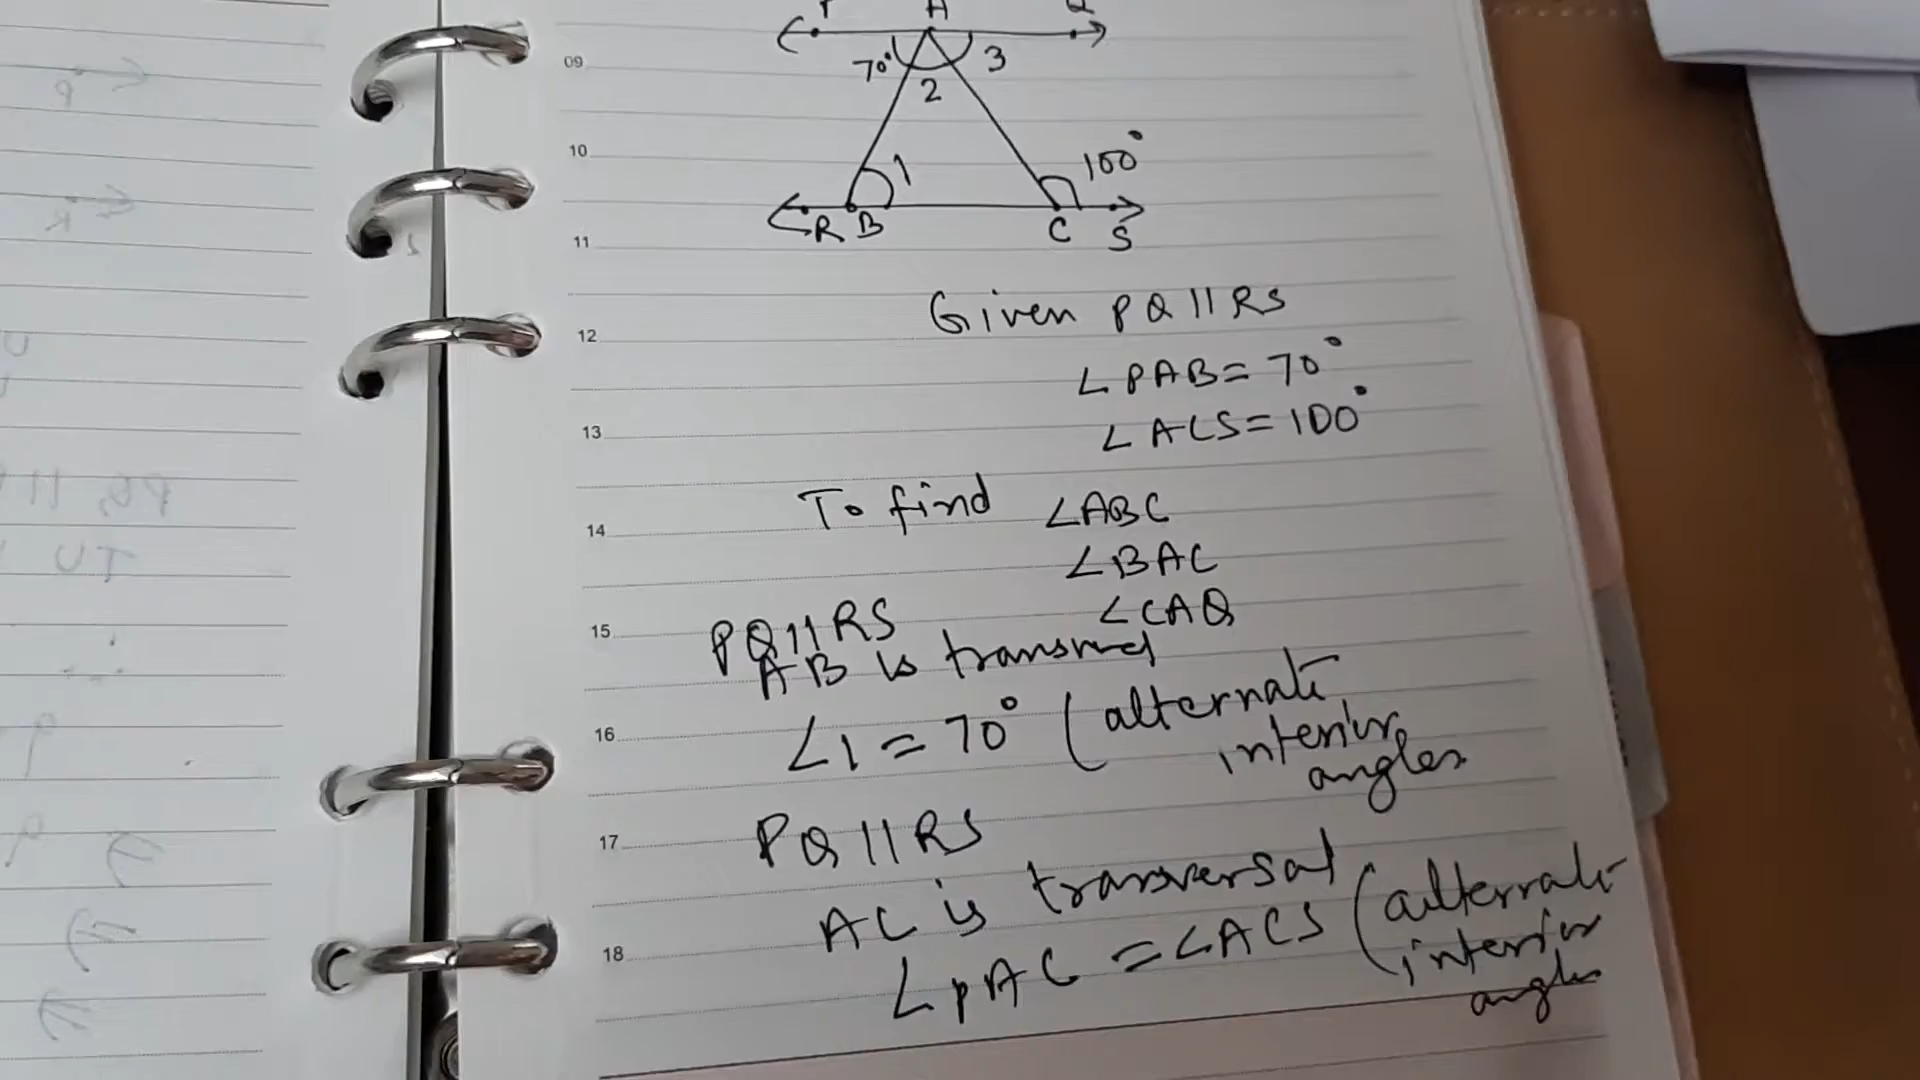 A
09
70°
3
2
10
1
100°
R B
C S
11
Given PQ || RS
12
∠PAB = 70°
∠ACS = 100°
13
To find ∠ABC
14
∠BAC
∠CAQ
15
PQ || RS
AB is
16
∠1 = 70° (alternate
interior
angles
17
PQ || RS
AC is transversal
18
∠PAC = ∠ACS (alternate
interior
angles